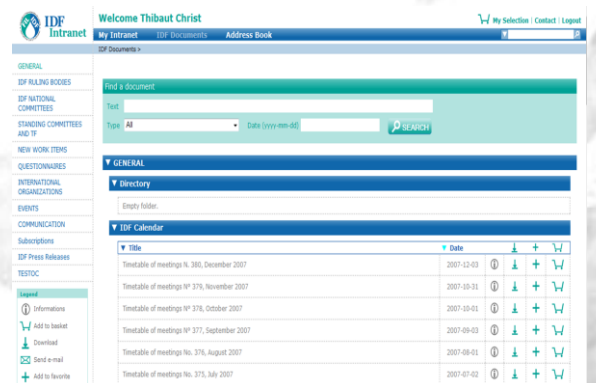 IDF
Intranet
Welcome Thibaut Christ
My Selection | Contact | Logout
My Intranet IDF Documents Address Book
IDF Documents >
GENERAL
IDF RULING BODIES
IDF NATIONAL
COMMITTEES
STANDING COMMITTEES
AND TF
NEW WORK ITEMS
QUESTIONNAIRES
INTERNATIONAL
ORGANIZATIONS
EVENTS
COMMUNICATION
Subscriptions
IDF Press Releases
TESTOC
Legend
Informations
Add to basket
Download
Send e-mail
Add to favorite
Find a document
Text
Type All Date (yyyy-mm-dd) SEARCH
GENERAL
Directory
Empty folder.
IDF Calendar
Title Date
Timetable of meetings N. 380, December 2007 2007-12-03
Timetable of meetings N° 379, November 2007 2007-10-31
Timetable of meetings N° 378, October 2007 2007-10-01
Timetable of meetings N° 377, September 2007 2007-09-03
Timetable of meetings No. 376, August 2007 2007-08-01
Timetable of meetings No. 375, July 2007 2007-07-02